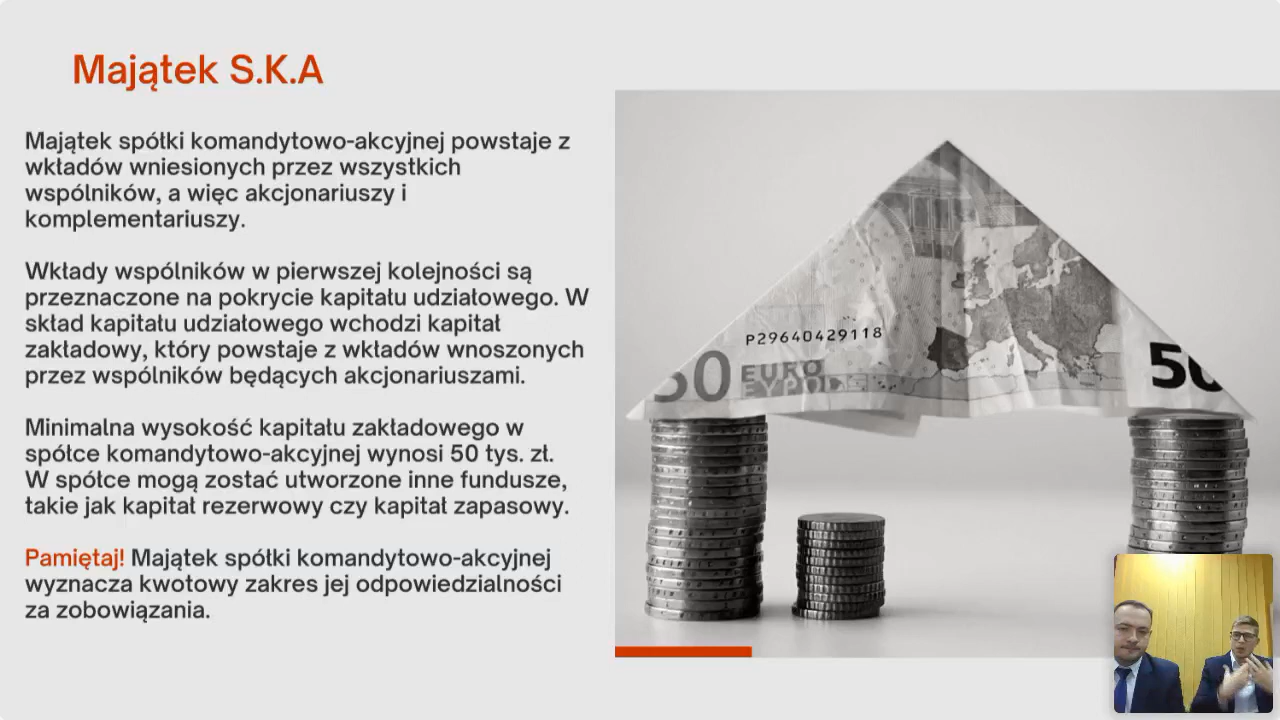 Majątek S.K.A
Majątek spółki komandytowo-akcyjnej powstaje z
wkładów wniesionych przez wszystkich
wspólników, a więc akcjonariuszy i
komplementariuszy.
Wkłady wspólników w pierwszej kolejności są
przeznaczone na pokrycie kapitału udziałowego. W
skład kapitału udziałowego wchodzi kapitał
zakładowy, który powstaje z wkładów wnoszonych
przez wspólników będących akcjonariuszami.
Minimalna wysokość kapitału zakładowego w
spółce komandytowo-akcyjnej wynosi 50 tys. zł.
W spółce mogą zostać utworzone inne fundusze,
takie jak kapitał rezerwowy czy kapitał zapasowy.
Pamiętaj! Majątek spółki komandytowo-akcyjnej
wyznacza kwotowy zakres jej odpowiedzialności
za zobowiązania.
P29640429118
50 EURO
ΕΥΡΩ
50